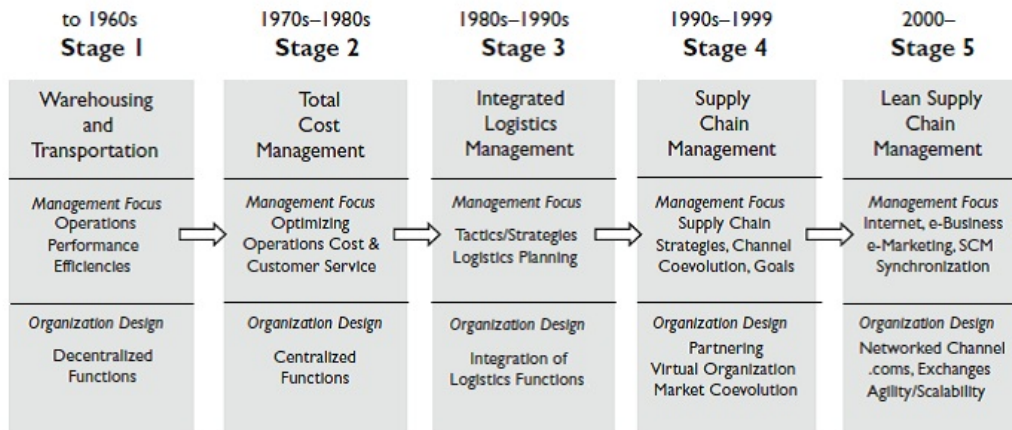 to 1960s
Stage 1
Warehousing
and
Transportation
Management Focus
Operations
Performance
Efficiencies
Organization Design
Decentralized
Functions
1970s–1980s
Stage 2
Total
Cost
Management
Management Focus
Optimizing
Operations Cost &
Customer Service
Organization Design
Centralized
Functions
1980s–1990s
Stage 3
Integrated
Logistics
Management
Management Focus
Tactics/Strategies
Logistics Planning
Organization Design
Integration of
Logistics Functions
1990s–1999
Stage 4
Supply
Chain
Management
Management Focus
Supply Chain
Strategies, Channel
Coevolution, Goals
Organization Design
Partnering
Virtual Organization
Market Coevolution
2000–
Stage 5
Lean Supply
Chain
Management
Management Focus
Internet, e-Business
e-Marketing, SCM
Synchronization
Organization Design
Networked Channel
.coms, Exchanges
Agility/Scalability